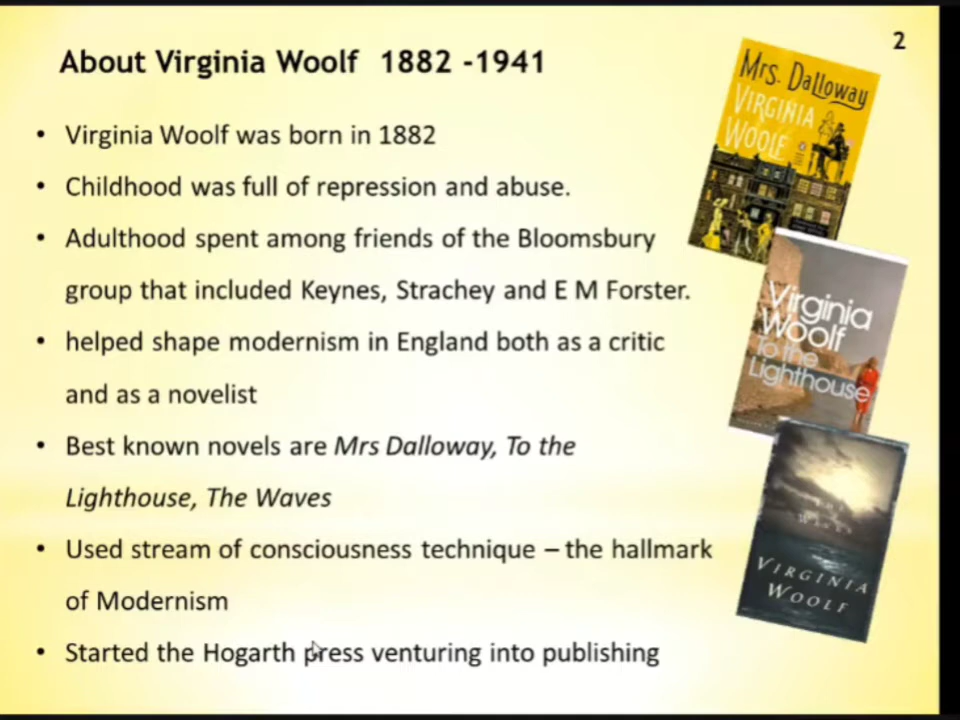 2
About Virginia Woolf 1882 -1941
• Virginia Woolf was born in 1882
• Childhood was full of repression and abuse.
• Adulthood spent among friends of the Bloomsbury
group that included Keynes, Strachey and E M Forster.
• helped shape modernism in England both as a critic
and as a novelist
• Best known novels are Mrs Dalloway, To the
Lighthouse, The Waves
• Used stream of consciousness technique – the hallmark
of Modernism
• Started the Hogarth press venturing into publishing
Mrs. Dalloway
VIRGINIA
WOOLF
Virginia
Woolf
To the
Lighthouse
THE
WAVES
VIRGINIA
WOOLF